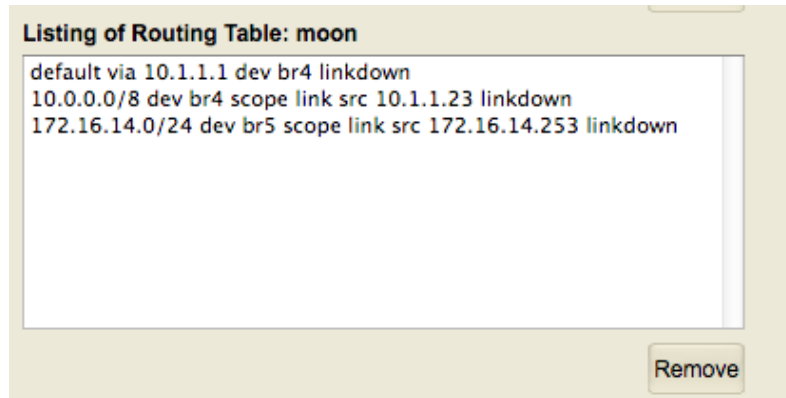 Listing of Routing Table: moon
default via 10.1.1.1 dev br4 linkdown
10.0.0.0/8 dev br4 scope link src 10.1.1.23 linkdown
172.16.14.0/24 dev br5 scope link src 172.16.14.253 linkdown
Remove